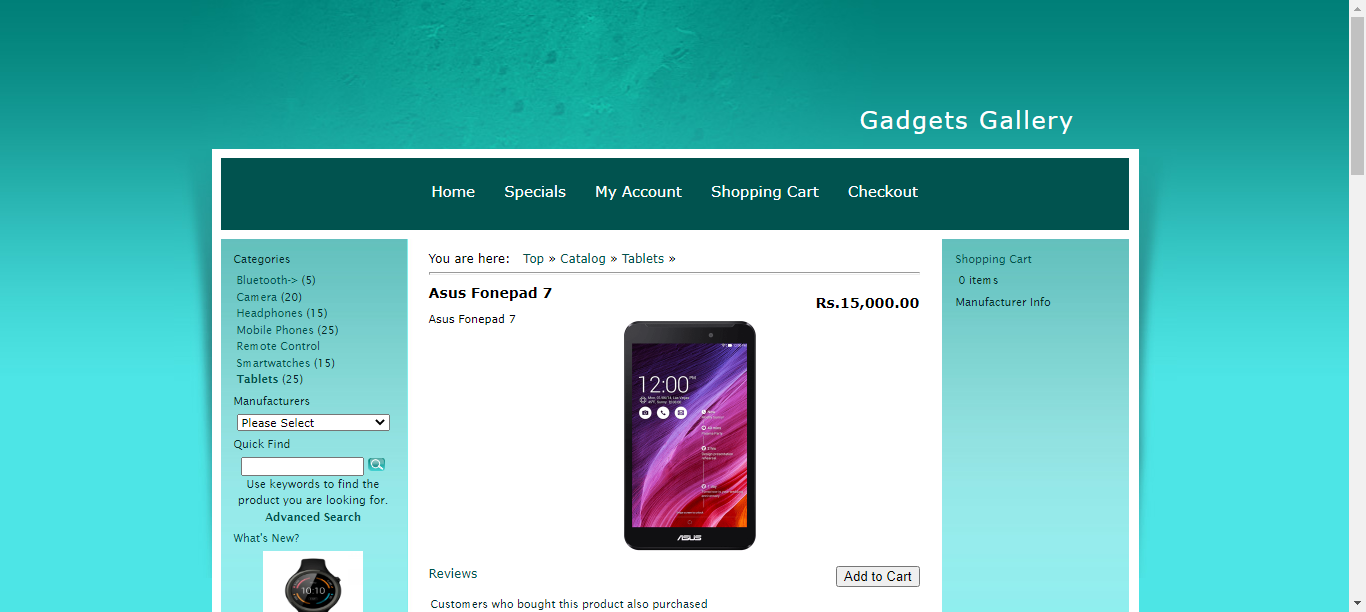 Gadgets Gallery
Home Specials My Account Shopping Cart Checkout
Categories
Bluetooth-> (5)
Camera (20)
Headphones (15)
Mobile Phones (25)
Remote Control
Smartwatches (15)
Tablets (25)
Manufacturers
Please Select
Quick Find
Use keywords to find the
product you are looking for.
Advanced Search
What's New?
10:10
You are here: Top » Catalog » Tablets »
Asus Fonepad 7
Rs.15,000.00
Asus Fonepad 7
12:00 PM
ASUS
Reviews
Add to Cart
Customers who bought this product also purchased
Shopping Cart
0 items
Manufacturer Info